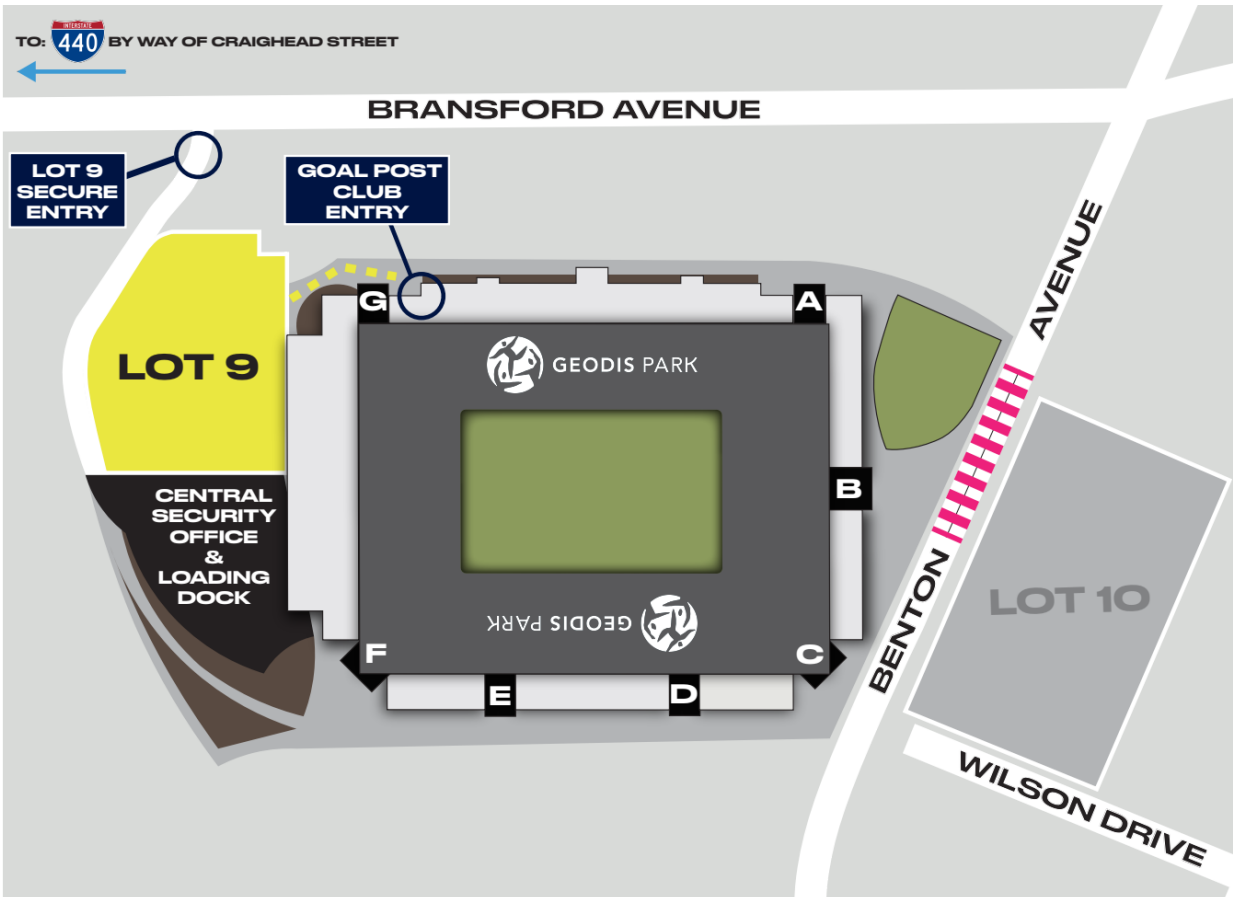 INTERSTATE
TO: 440 BY WAY OF CRAIGHEAD STREET
BRANSFORD AVENUE
LOT 9
SECURE
ENTRY
GOAL POST
CLUB
ENTRY
AVENUE
G
A
GEODIS PARK
LOT 9
B
CENTRAL
SECURITY
OFFICE
&
LOADING
DOCK
BENTON
LOT 10
GEODIS PARK
F
C
E
D
WILSON DRIVE